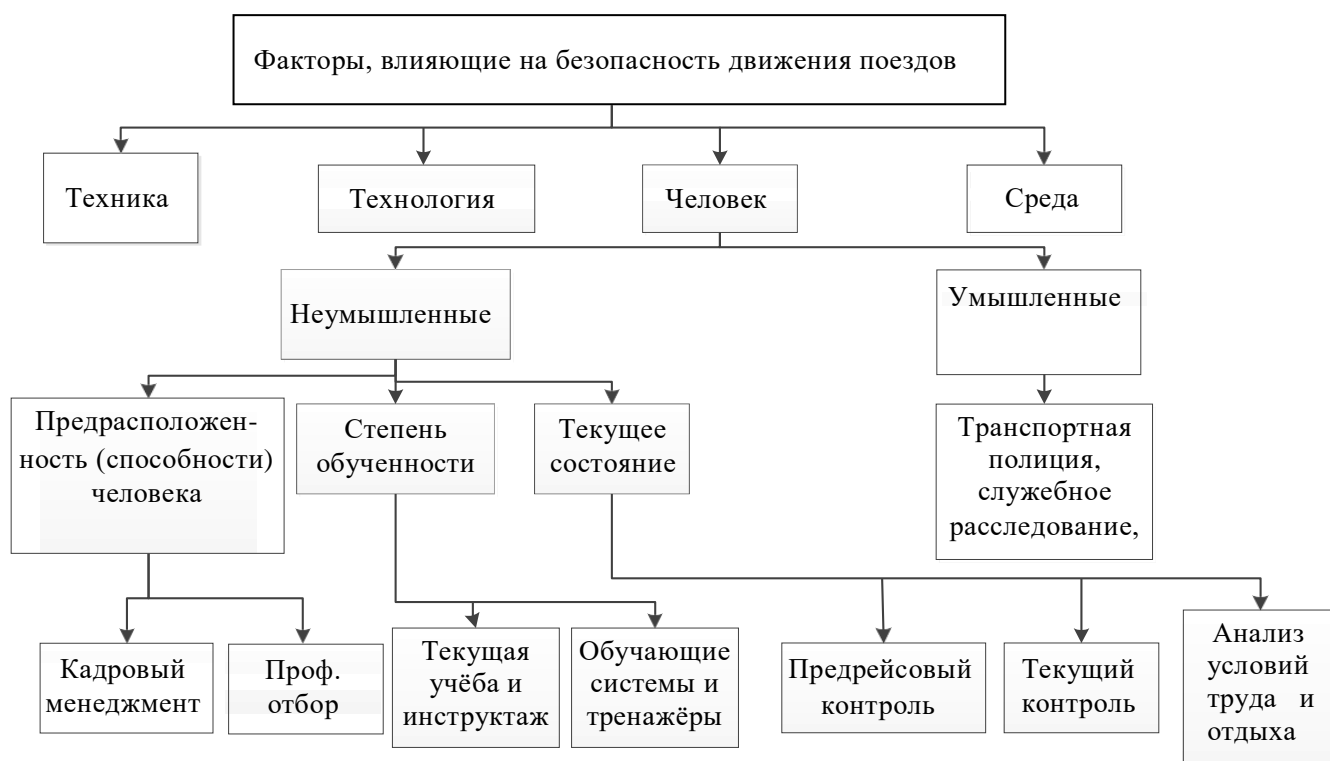 Факторы, влияющие на безопасность движения поездов
Техника
Технология
Человек
Среда
Неумышленные
Умышленные
Предрасположен-
ность (способности)
человека
Степень
обученности
Текущее
состояние
Транспортная
полиция,
служебное
расследование,
Кадровый
менеджмент
Проф.
отбор
Текущая
учёба и
инструктаж
Обучающие
системы и
тренажёры
Предрейсовый
контроль
Текущий
контроль
Анализ
условий
труда и
отдыха